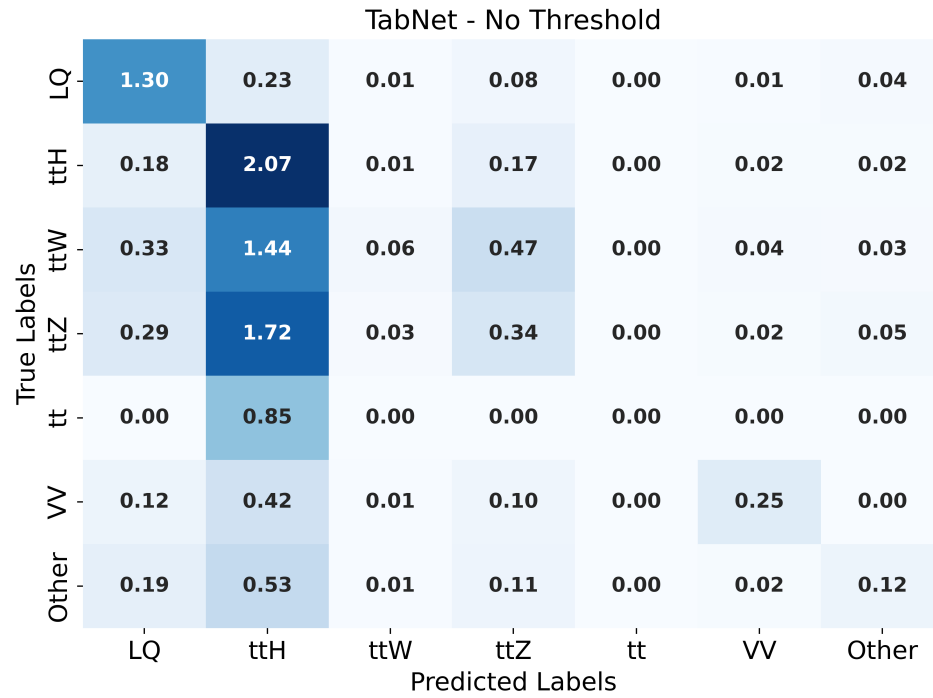 TabNet - No Threshold
True Labels
LQ 1.30 0.23 0.01 0.08 0.00 0.01 0.04
ttH 0.18 2.07 0.01 0.17 0.00 0.02 0.02
ttW 0.33 1.44 0.06 0.47 0.00 0.04 0.03
ttZ 0.29 1.72 0.03 0.34 0.00 0.02 0.05
tt 0.00 0.85 0.00 0.00 0.00 0.00 0.00
VV 0.12 0.42 0.01 0.10 0.00 0.25 0.00
Other 0.19 0.53 0.01 0.11 0.00 0.02 0.12
LQ ttH ttW ttZ tt VV Other
Predicted Labels